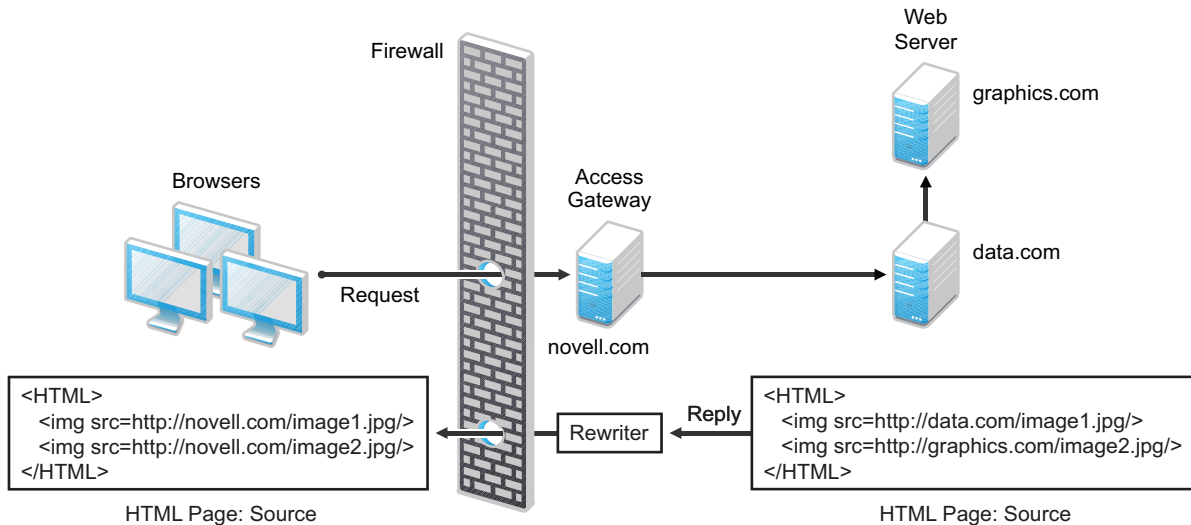 Web
Server
Firewall
graphics.com
Browsers
Access
Gateway
data.com
Request
novell.com
<HTML>
<img src=http://novell.com/image1.jpg/>
<img src=http://novell.com/image2.jpg/>
</HTML>
HTML Page: Source
Rewriter
Reply
<HTML>
<img src=http://data.com/image1.jpg/>
<img src=http://graphics.com/image2.jpg/>
</HTML>
HTML Page: Source